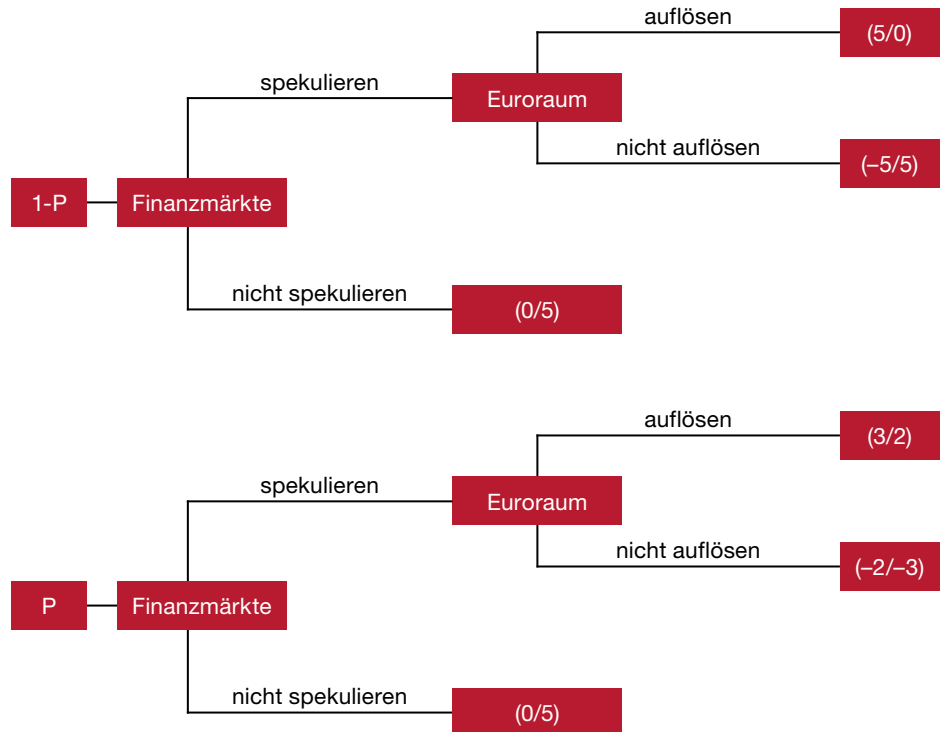 auflösen
(5/0)
spekulieren
Euroraum
nicht auflösen
(–5/5)
1-P
Finanzmärkte
nicht spekulieren
(0/5)
auflösen
(3/2)
spekulieren
Euroraum
nicht auflösen
(–2/–3)
P
Finanzmärkte
nicht spekulieren
(0/5)